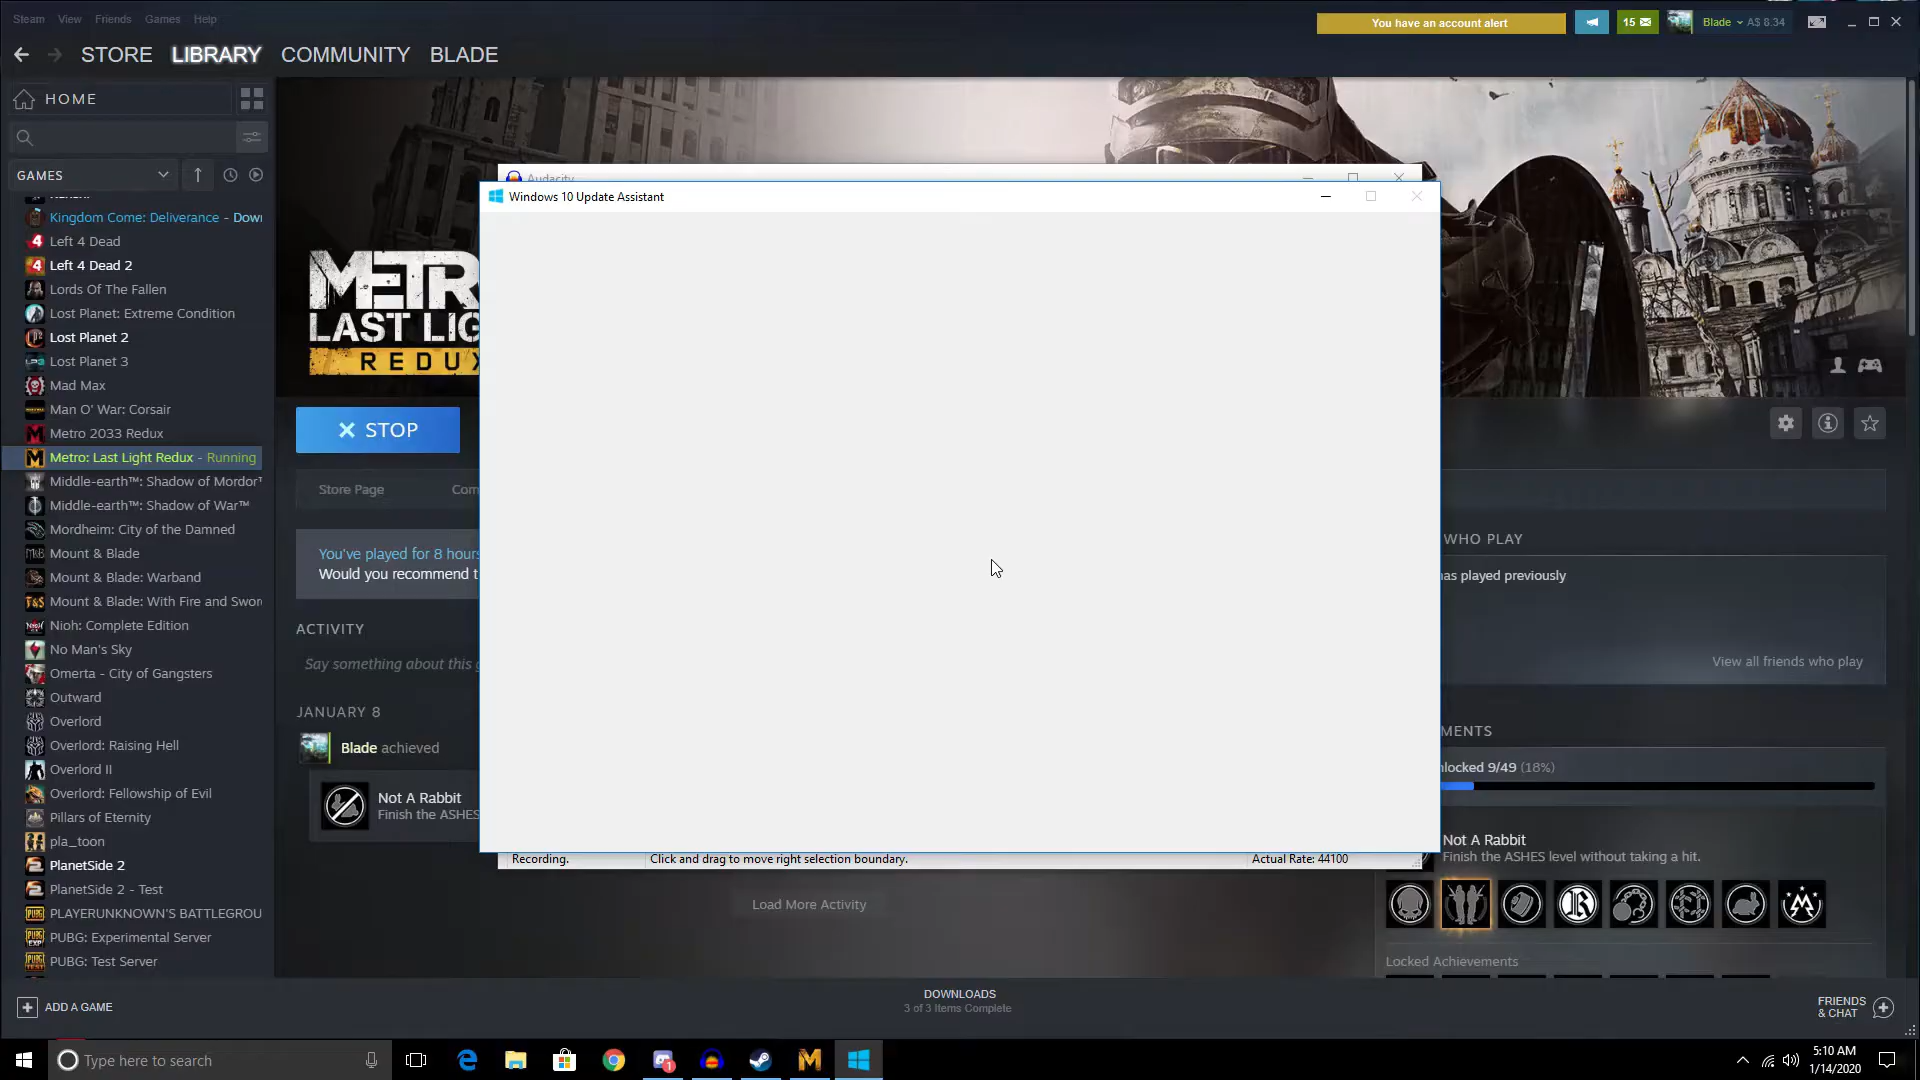 Steam View Friends Games Help
You have an account alert
15
Blade A$ 8.34
STORE LIBRARY COMMUNITY BLADE
HOME
GAMES
Kingdom Come: Deliverance - Down
Left 4 Dead
Left 4 Dead 2
Lords Of The Fallen
Lost Planet: Extreme Condition
Lost Planet 2
Lost Planet 3
Mad Max
Man O' War: Corsair
Metro 2033 Redux
Metro: Last Light Redux - Running
Middle-earth™: Shadow of Mordor™
Middle-earth™: Shadow of War™
Mordheim: City of the Damned
Mount & Blade
Mount & Blade: Warband
Mount & Blade: With Fire and Sword
Nioh: Complete Edition
No Man's Sky
Omerta - City of Gangsters
Outward
Overlord
Overlord: Raising Hell
Overlord II
Overlord: Fellowship of Evil
Pillars of Eternity
pla_toon
PlanetSide 2
PlanetSide 2 - Test
PLAYERUNKNOWN'S BATTLEGROU
PUBG: Experimental Server
PUBG: Test Server
ADD A GAME
METR
LAST LIG
REDUX
STOP
Store Page Com
You've played for 8 hours
Would you recommend t
ACTIVITY
Say something about this g
JANUARY 8
Blade achieved
Not A Rabbit
Finish the ASHES
Load More Activity
Audacity
Windows 10 Update Assistant
Recording. Click and drag to move right selection boundary. Actual Rate: 44100
WHO PLAY
as played previously
View all friends who play
MENTS
locked 9/49 (18%)
Not A Rabbit
Finish the ASHES level without taking a hit.
Locked Achievements
DOWNLOADS
3 of 3 Items Complete
FRIENDS
& CHAT
Type here to search
5:10 AM
1/14/2020